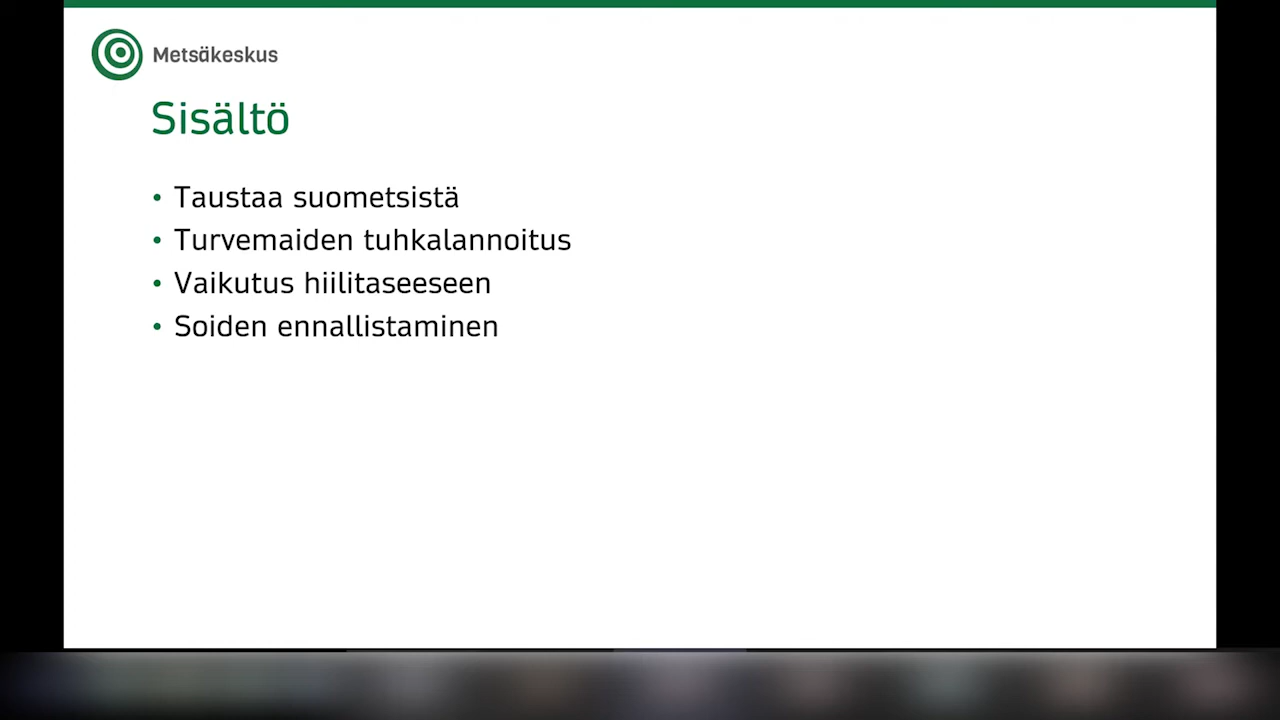 Metsäkeskus
Sisältö
• Taustaa suometsistä
• Turvemaiden tuhkalannoitus
• Vaikutus hiilitaseeseen
• Soiden ennallistaminen